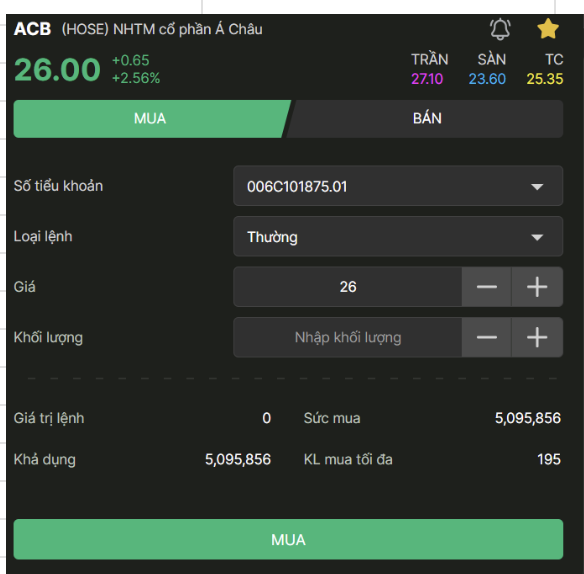 ACB (HOSE) NHTM cổ phần Á Châu
26.00 +0.65 +2.56% TRẦN 27.10 SÀN 23.60 TC 25.35
MUA BÁN
Số tiểu khoản 006C101875.01
Loại lệnh Thường
Giá 26
Khối lượng Nhập khối lượng
Giá trị lệnh 0 Sức mua 5,095,856
Khả dụng 5,095,856 KL mua tối đa 195
MUA